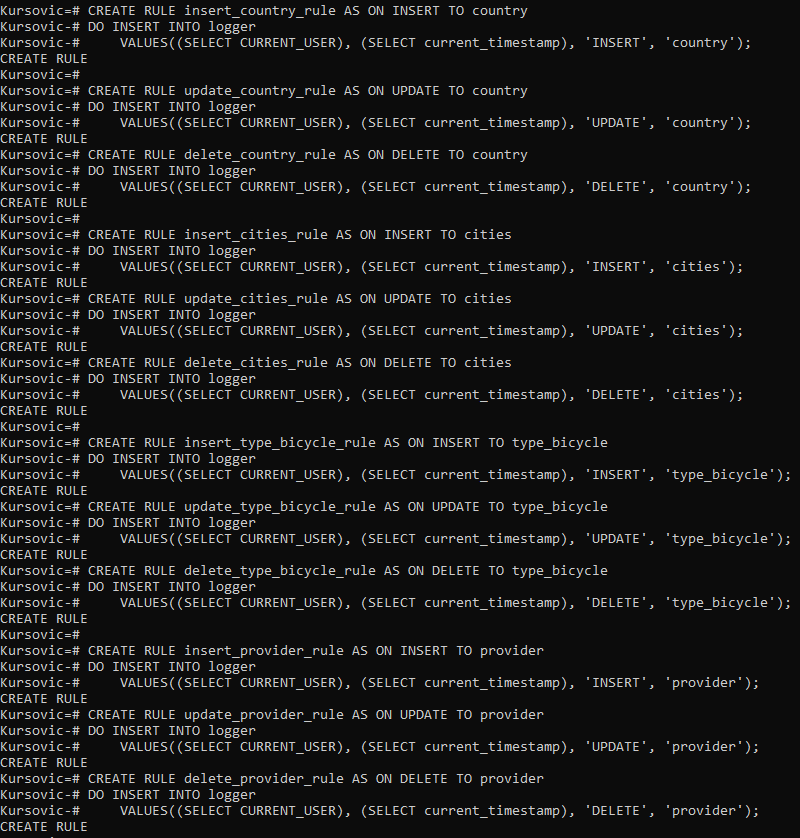 Kursovic=# CREATE RULE insert_country_rule AS ON INSERT TO country
Kursovic-# DO INSERT INTO logger
Kursovic-#     VALUES((SELECT CURRENT_USER), (SELECT current_timestamp), 'INSERT', 'country');
CREATE RULE
Kursovic=#
Kursovic=# CREATE RULE update_country_rule AS ON UPDATE TO country
Kursovic-# DO INSERT INTO logger
Kursovic-#     VALUES((SELECT CURRENT_USER), (SELECT current_timestamp), 'UPDATE', 'country');
CREATE RULE
Kursovic=# CREATE RULE delete_country_rule AS ON DELETE TO country
Kursovic-# DO INSERT INTO logger
Kursovic-#     VALUES((SELECT CURRENT_USER), (SELECT current_timestamp), 'DELETE', 'country');
CREATE RULE
Kursovic=#
Kursovic=# CREATE RULE insert_cities_rule AS ON INSERT TO cities
Kursovic-# DO INSERT INTO logger
Kursovic-#     VALUES((SELECT CURRENT_USER), (SELECT current_timestamp), 'INSERT', 'cities');
CREATE RULE
Kursovic=# CREATE RULE update_cities_rule AS ON UPDATE TO cities
Kursovic-# DO INSERT INTO logger
Kursovic-#     VALUES((SELECT CURRENT_USER), (SELECT current_timestamp), 'UPDATE', 'cities');
CREATE RULE
Kursovic=# CREATE RULE delete_cities_rule AS ON DELETE TO cities
Kursovic-# DO INSERT INTO logger
Kursovic-#     VALUES((SELECT CURRENT_USER), (SELECT current_timestamp), 'DELETE', 'cities');
CREATE RULE
Kursovic=#
Kursovic=# CREATE RULE insert_type_bicycle_rule AS ON INSERT TO type_bicycle
Kursovic-# DO INSERT INTO logger
Kursovic-#     VALUES((SELECT CURRENT_USER), (SELECT current_timestamp), 'INSERT', 'type_bicycle');
CREATE RULE
Kursovic=# CREATE RULE update_type_bicycle_rule AS ON UPDATE TO type_bicycle
Kursovic-# DO INSERT INTO logger
Kursovic-#     VALUES((SELECT CURRENT_USER), (SELECT current_timestamp), 'UPDATE', 'type_bicycle');
CREATE RULE
Kursovic=# CREATE RULE delete_type_bicycle_rule AS ON DELETE TO type_bicycle
Kursovic-# DO INSERT INTO logger
Kursovic-#     VALUES((SELECT CURRENT_USER), (SELECT current_timestamp), 'DELETE', 'type_bicycle');
CREATE RULE
Kursovic=#
Kursovic=# CREATE RULE insert_provider_rule AS ON INSERT TO provider
Kursovic-# DO INSERT INTO logger
Kursovic-#     VALUES((SELECT CURRENT_USER), (SELECT current_timestamp), 'INSERT', 'provider');
CREATE RULE
Kursovic=# CREATE RULE update_provider_rule AS ON UPDATE TO provider
Kursovic-# DO INSERT INTO logger
Kursovic-#     VALUES((SELECT CURRENT_USER), (SELECT current_timestamp), 'UPDATE', 'provider');
CREATE RULE
Kursovic=# CREATE RULE delete_provider_rule AS ON DELETE TO provider
Kursovic-# DO INSERT INTO logger
Kursovic-#     VALUES((SELECT CURRENT_USER), (SELECT current_timestamp), 'DELETE', 'provider');
CREATE RULE